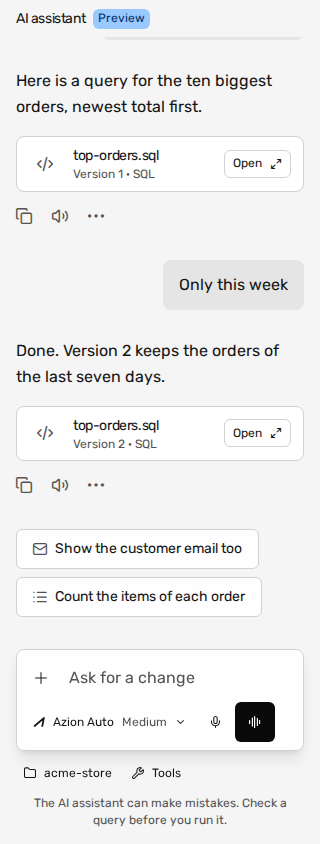 AI assistant Preview
Here is a query for the ten biggest
orders, newest total first.
top-orders.sql
Version 1 • SQL
Open
Only this week
Done. Version 2 keeps the orders of
the last seven days.
top-orders.sql
Version 2 • SQL
Open
Show the customer email too
Count the items of each order
Ask for a change
Azion Auto Medium
acme-store Tools
The AI assistant can make mistakes. Check a
query before you run it.